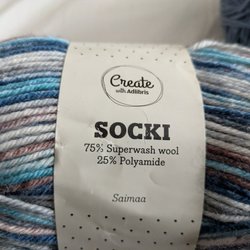 Create
with Adlibris
SOCKI
75% Superwash wool
25% Polyamide
Saimaa